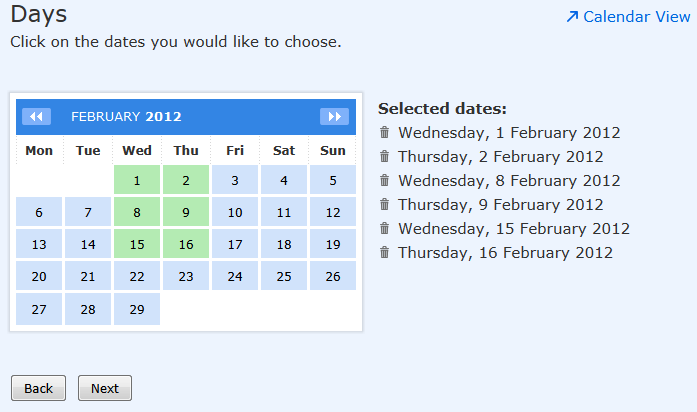 Days
Calendar View
Click on the dates you would like to choose.
FEBRUARY 2012
Mon Tue Wed Thu Fri Sat Sun
1 2 3 4 5
6 7 8 9 10 11 12
13 14 15 16 17 18 19
20 21 22 23 24 25 26
27 28 29
Selected dates:
Wednesday, 1 February 2012
Thursday, 2 February 2012
Wednesday, 8 February 2012
Thursday, 9 February 2012
Wednesday, 15 February 2012
Thursday, 16 February 2012
Back Next